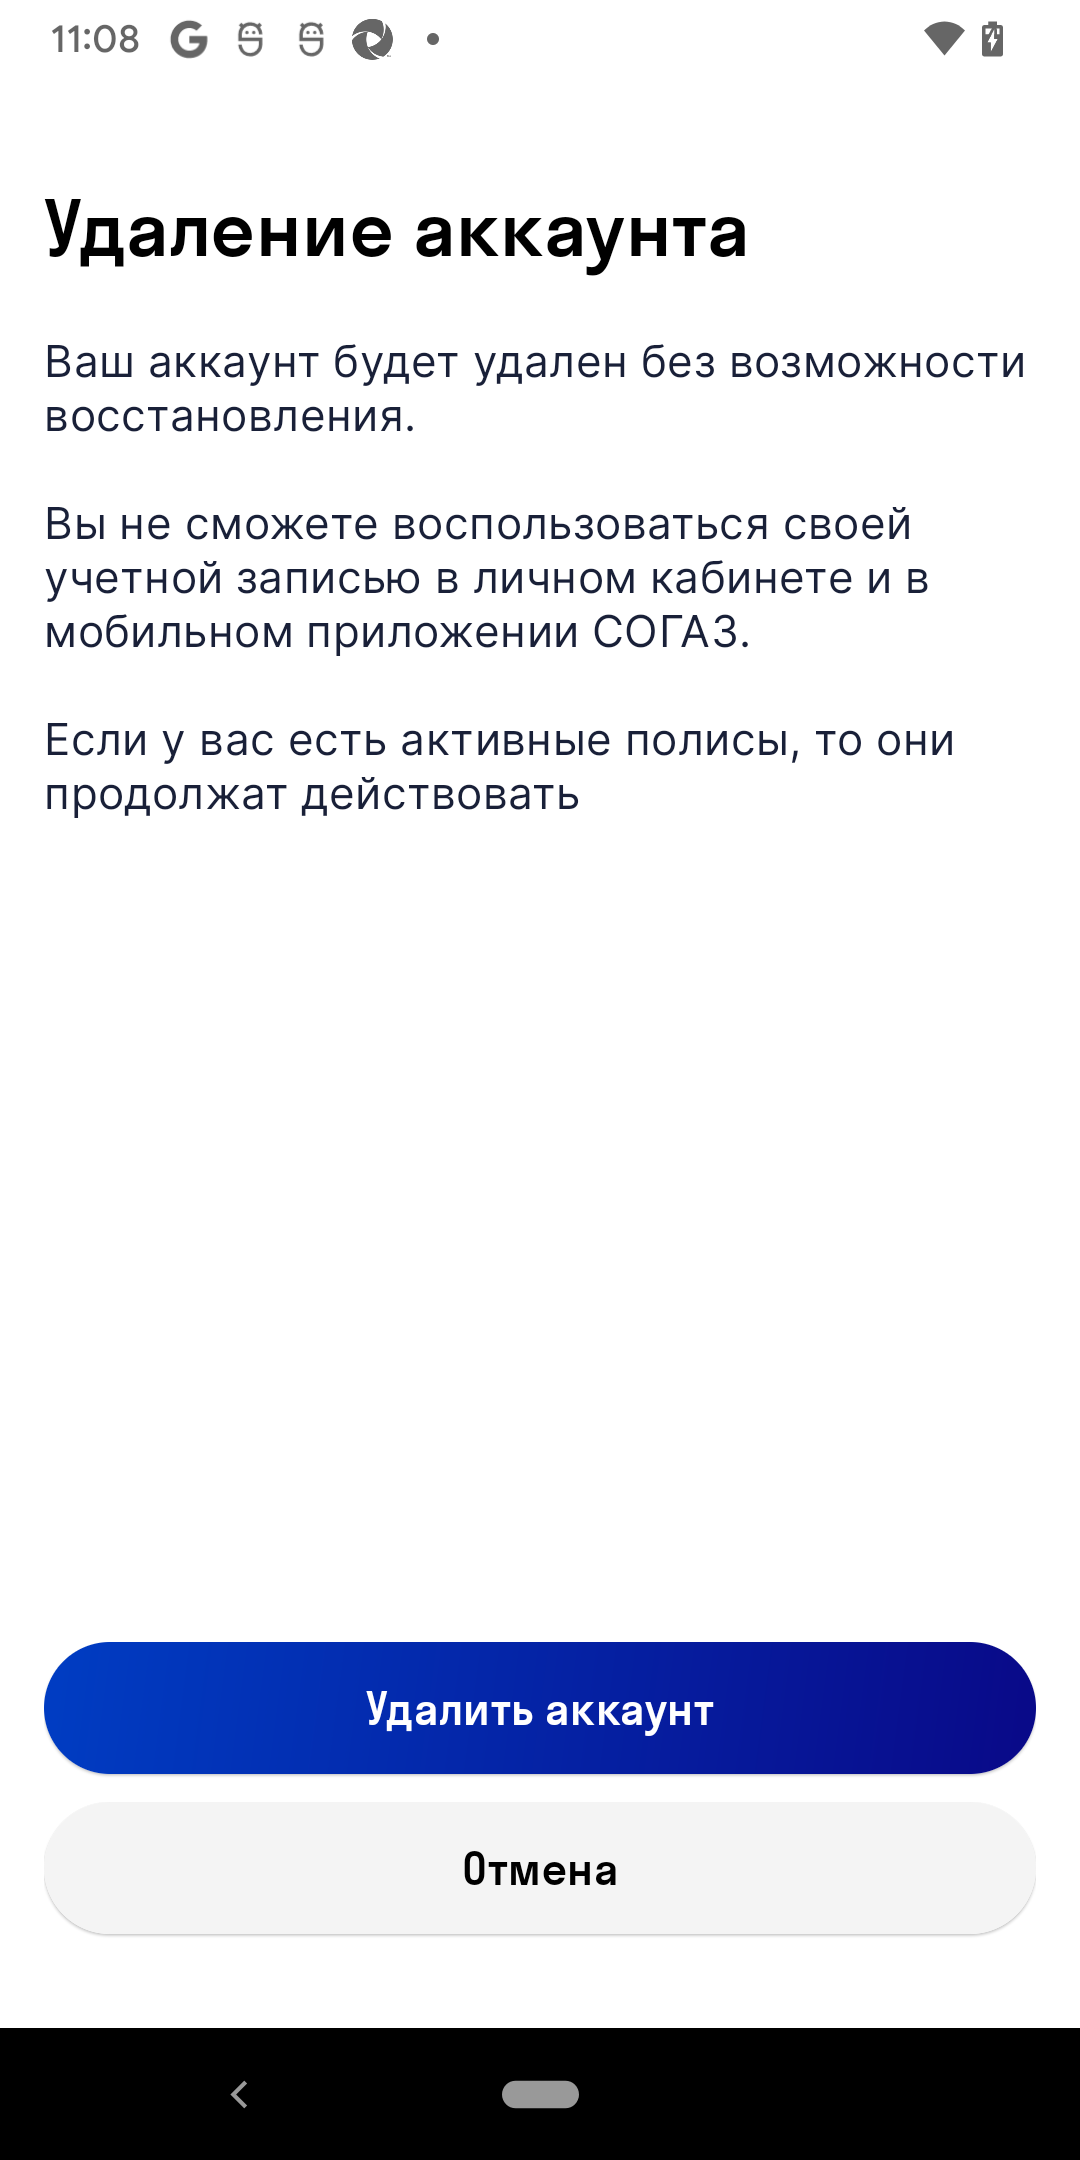 11:08
Удаление аккаунта
Ваш аккаунт будет удален без возможности
восстановления.
Вы не сможете воспользоваться своей
учетной записью в личном кабинете и в
мобильном приложении СОГАЗ.
Если у вас есть активные полисы, то они
продолжат действовать
Удалить аккаунт
Отмена